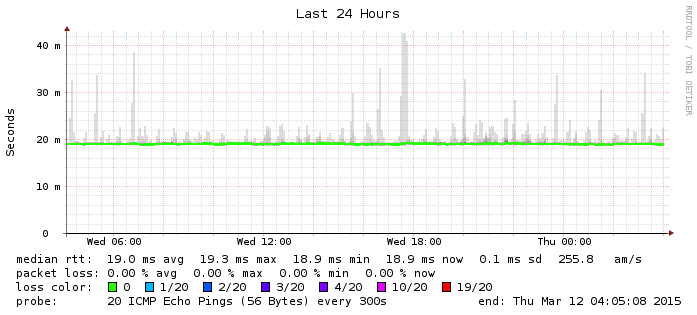 Last 24 Hours
RRDTOOL / TOBI OETIKER
Seconds
40 m
30 m
20 m
10 m
0
Wed 06:00 Wed 12:00 Wed 18:00 Thu 00:00
median rtt: 19.0 ms avg 19.3 ms max 18.9 ms min 18.9 ms now 0.1 ms sd 255.8 am/s
packet loss: 0.00 % avg 0.00 % max 0.00 % min 0.00 % now
loss color: 0 1/20 2/20 3/20 4/20 10/20 19/20
probe: 20 ICMP Echo Pings (56 Bytes) every 300s end: Thu Mar 12 04:05:08 2015